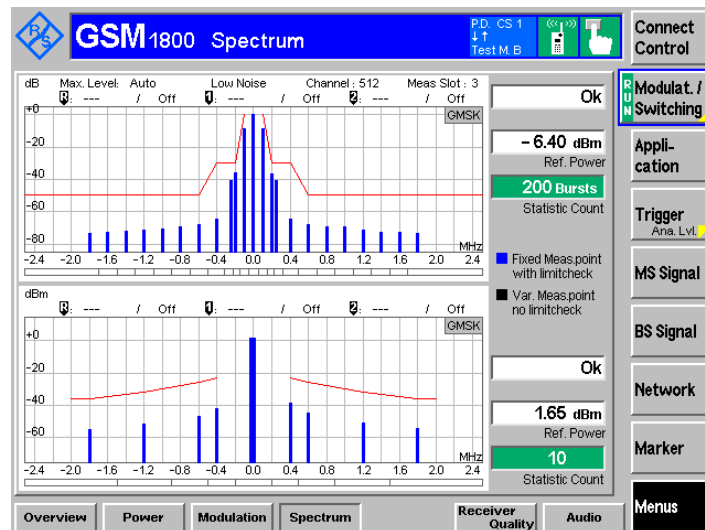 R&S
GSM1800 Spectrum
P.D. CS 1
↓↑
Test M. B
Connect Control
dB Max. Level: Auto Low Noise Channel : 512 Meas Slot : 3
R: --- / Off 1: --- / Off 2: --- / Off
GMSK
+0
-20
-40
-60
-80
MHz
-2.4 -2.0 -1.6 -1.2 -0.8 -0.4 0.0 0.4 0.8 1.2 1.6 2.0 2.4
Ok
– 6.40 dBm
Ref. Power
200 Bursts
Statistic Count
Fixed Meas.point
with limitcheck
Var. Meas.point
no limitcheck
dBm
R: --- / Off 1: --- / Off 2: --- / Off
GMSK
+0
-20
-40
-60
MHz
-2.4 -2.0 -1.6 -1.2 -0.8 -0.4 0.0 0.4 0.8 1.2 1.6 2.0 2.4
Ok
1.65 dBm
Ref. Power
10
Statistic Count
RUN
Modulat. /
Switching
Appli-
cation
Trigger
Ana. Lvl.
MS Signal
BS Signal
Network
Marker
Menus
Overview Power Modulation Spectrum Receiver Quality Audio